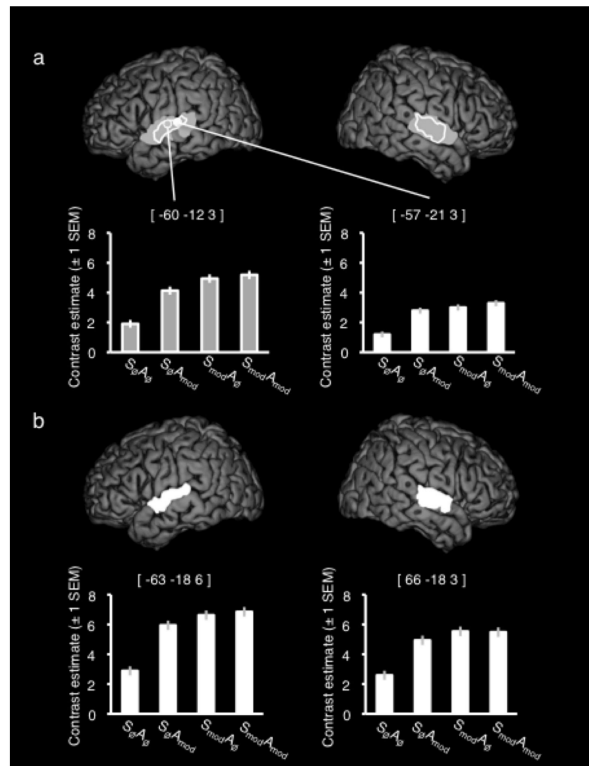 a
[ -60 -12 3 ]
[ -57 -21 3 ]
Contrast estimate (± 1 SEM)
8
6
4
2
0
SøAø
SøAmod
SmodAø
SmodAmod
Contrast estimate (± 1 SEM)
8
6
4
2
0
SøAø
SøAmod
SmodAø
SmodAmod
b
[ -63 -18 6 ]
[ 66 -18 3 ]
Contrast estimate (± 1 SEM)
8
6
4
2
0
SøAø
SøAmod
SmodAø
SmodAmod
Contrast estimate (± 1 SEM)
8
6
4
2
0
SøAø
SøAmod
SmodAø
SmodAmod